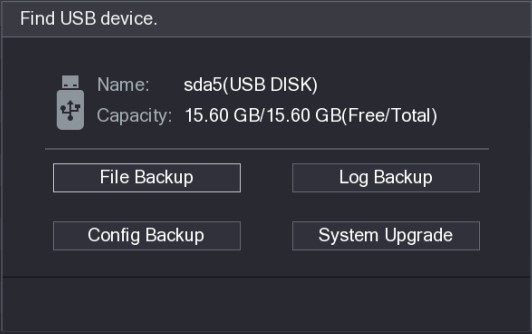 Find USB device.
Name: sda5(USB DISK)
Capacity: 15.60 GB/15.60 GB(Free/Total)
File Backup Log Backup
Config Backup System Upgrade